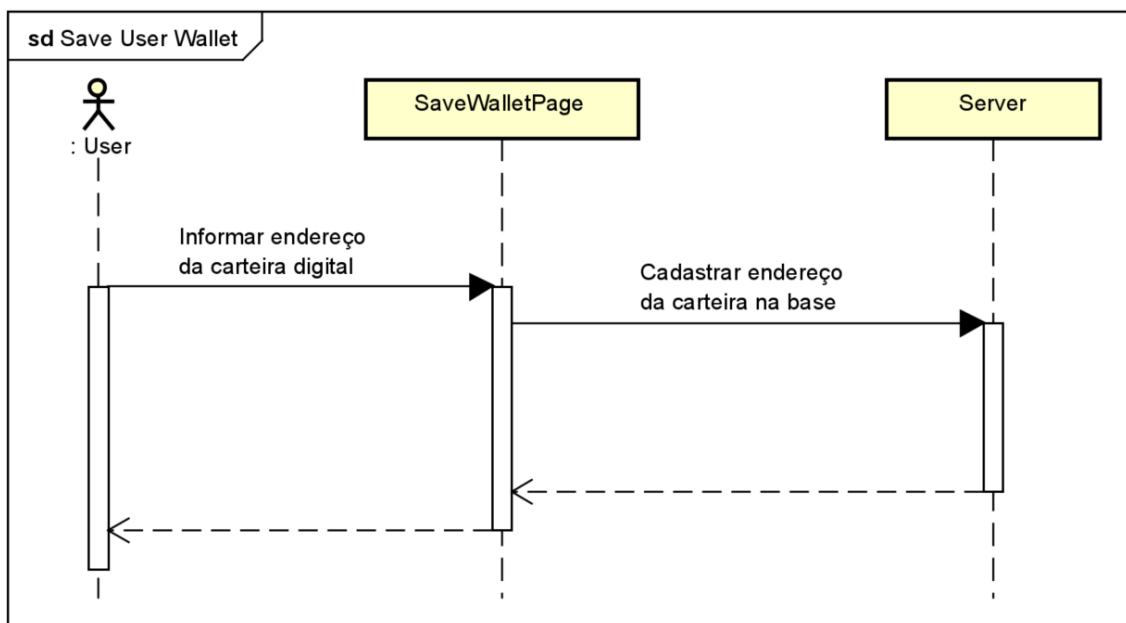 sd Save User Wallet
SaveWalletPage
Server
: User
Informar endereço
da carteira digital
Cadastrar endereço
da carteira na base